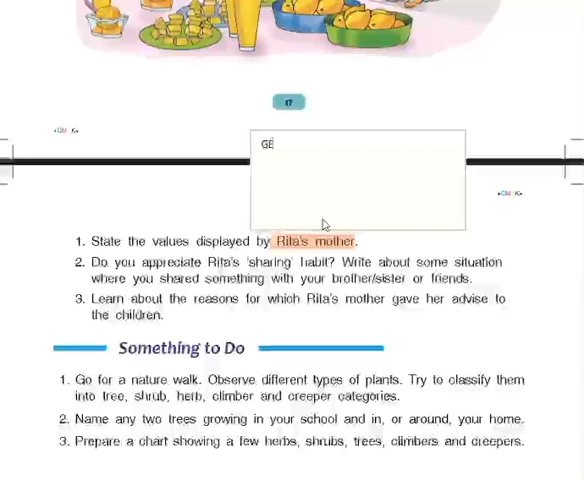 17
GE
1. State the values displayed by Rita's mother.
2. Do you appreciate Rita's 'sharing' habit? Write about some situation
where you shared something with your brother/sister or friends.
3. Learn about the reasons for which Rita's mother gave her advise to
the children.
Something to Do
1. Go for a nature walk. Observe different types of plants. Try to classify them
into tree, shrub, herb, climber and creeper categories.
2. Name any two trees growing in your school and in, or around, your home.
3. Prepare a chart showing a few herbs, shrubs, trees, climbers and creepers.